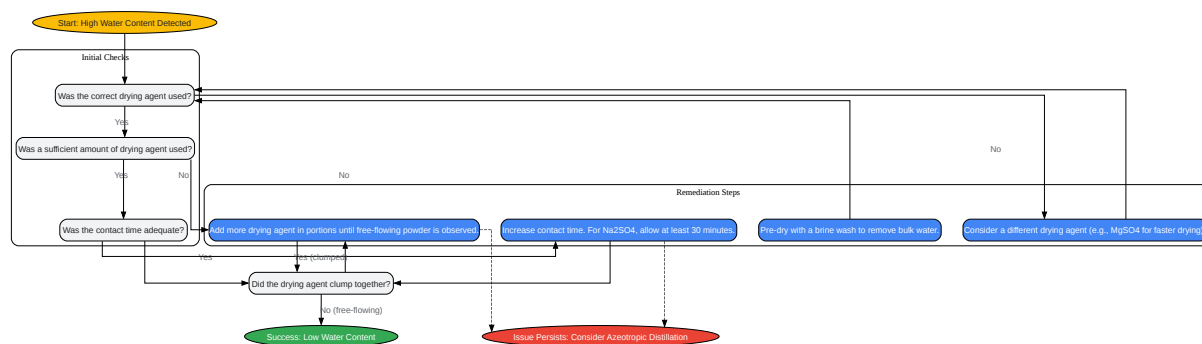 Start: High Water Content Detected
Initial Checks
Was the correct drying agent used?
Yes
Was a sufficient amount of drying agent used?
No
Yes
No
No
Remediation Steps
Was the contact time adequate?
Add more drying agent in portions until free-flowing powder is observed.
Increase contact time. For Na2SO4, allow at least 30 minutes.
Pre-dry with a brine wash to remove bulk water.
Consider a different drying agent (e.g., MgSO4 for faster drying)
Yes
Yes (clumped)
Did the drying agent clump together?
No (free-flowing)
Success: Low Water Content
Issue Persists: Consider Azeotropic Distillation